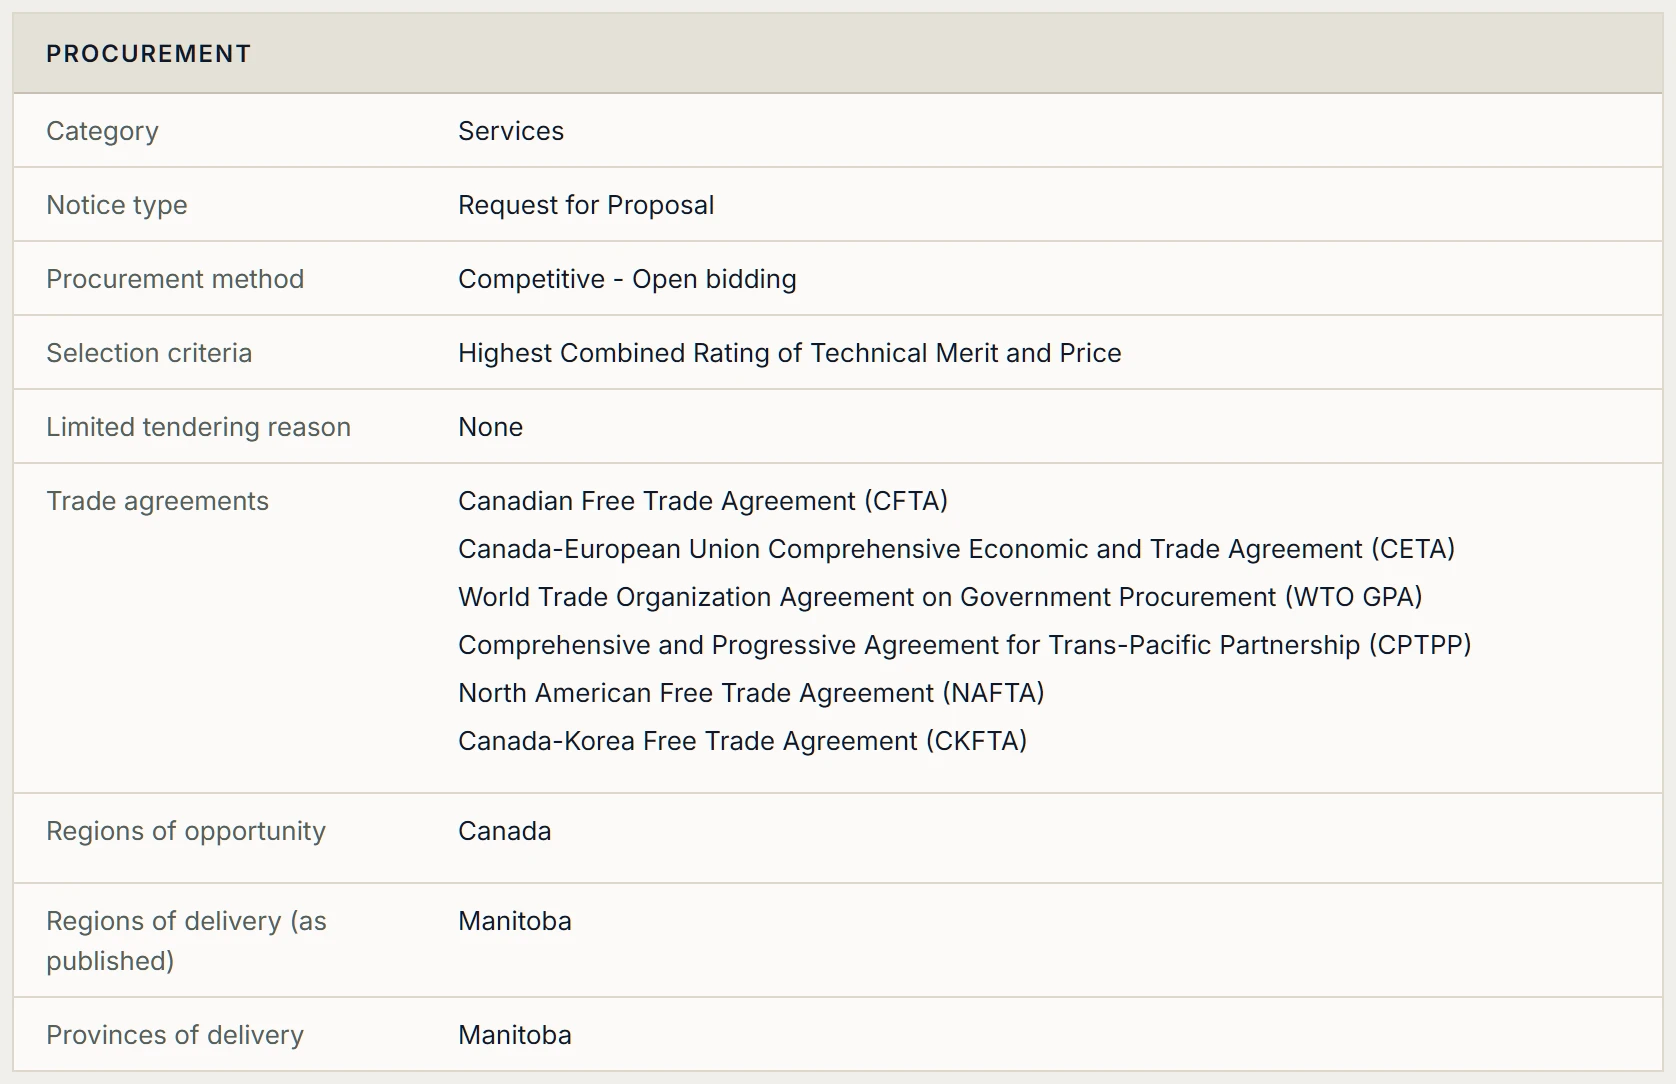 PROCUREMENT
Category
Services
Notice type
Request for Proposal
Procurement method
Competitive - Open bidding
Selection criteria
Highest Combined Rating of Technical Merit and Price
Limited tendering reason
None
Trade agreements
Canadian Free Trade Agreement (CFTA)
Canada-European Union Comprehensive Economic and Trade Agreement (CETA)
World Trade Organization Agreement on Government Procurement (WTO GPA)
Comprehensive and Progressive Agreement for Trans-Pacific Partnership (CPTPP)
North American Free Trade Agreement (NAFTA)
Canada-Korea Free Trade Agreement (CKFTA)
Regions of opportunity
Canada
Regions of delivery (as
published)
Manitoba
Provinces of delivery
Manitoba